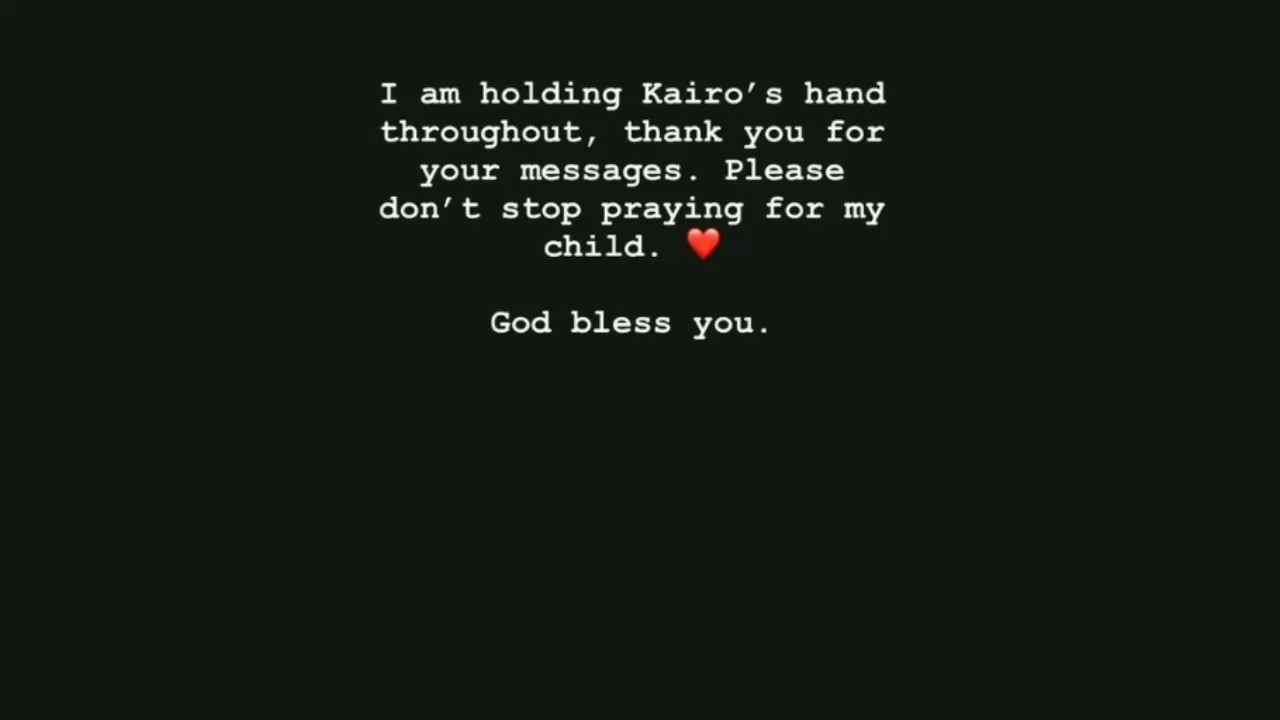 I am holding Kairo’s hand
throughout, thank you for
your messages. Please
don’t stop praying for my
child. ❤️
God bless you.